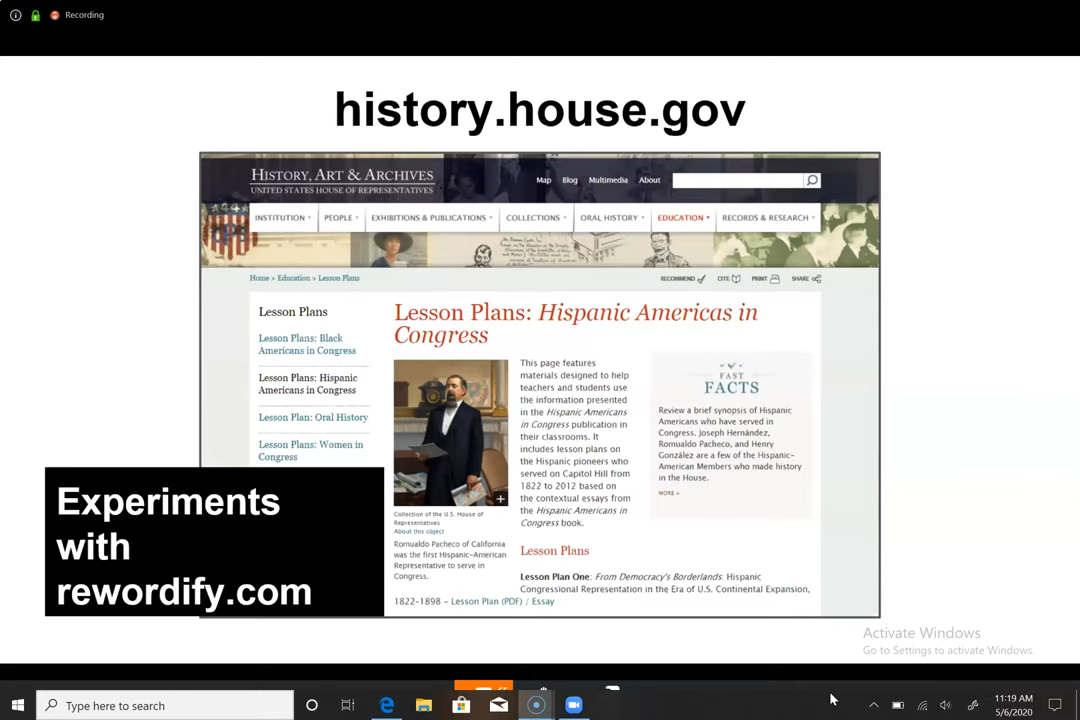 Recording
history.house.gov
HISTORY, ART & ARCHIVES
UNITED STATES HOUSE OF REPRESENTATIVES
Map Blog Multimedia About
INSTITUTION PEOPLE EXHIBITIONS & PUBLICATIONS COLLECTIONS ORAL HISTORY EDUCATION RECORDS & RESEARCH
Home > Education > Lesson Plans
RECOMMEND CITE PRINT SHARE
Lesson Plans
Lesson Plans: Black
Americans in Congress
Lesson Plans: Hispanic
Americans in Congress
Lesson Plan: Oral History
Lesson Plans: Women in
Congress
Lesson Plans: Hispanic Americas in
Congress
Collection of the U.S. House of
Representatives
About this object
Romualdo Pacheco of California
was the first Hispanic-American
Representative to serve in
Congress.
This page features
materials designed to help
teachers and students use
the information presented
in the Hispanic Americans
in Congress publication in
their classrooms. It
includes lesson plans on
the Hispanic pioneers who
served on Capitol Hill from
1822 to 2012 based on
the contextual essays from
the Hispanic Americans in
Congress book.
FAST
FACTS
Review a brief synopsis of Hispanic
Americans who have served in
Congress. Joseph Hernández,
Romualdo Pacheco, and Henry
González are a few of the Hispanic-
American Members who made history
in the House.
MORE >
Lesson Plans
Lesson Plan One: From Democracy's Borderlands: Hispanic
Congressional Representation in the Era of U.S. Continental Expansion,
1822-1898 – Lesson Plan (PDF) / Essay
Experiments
with
rewordify.com
Activate Windows
Go to Settings to activate Windows.
Type here to search
11:19 AM
5/6/2020